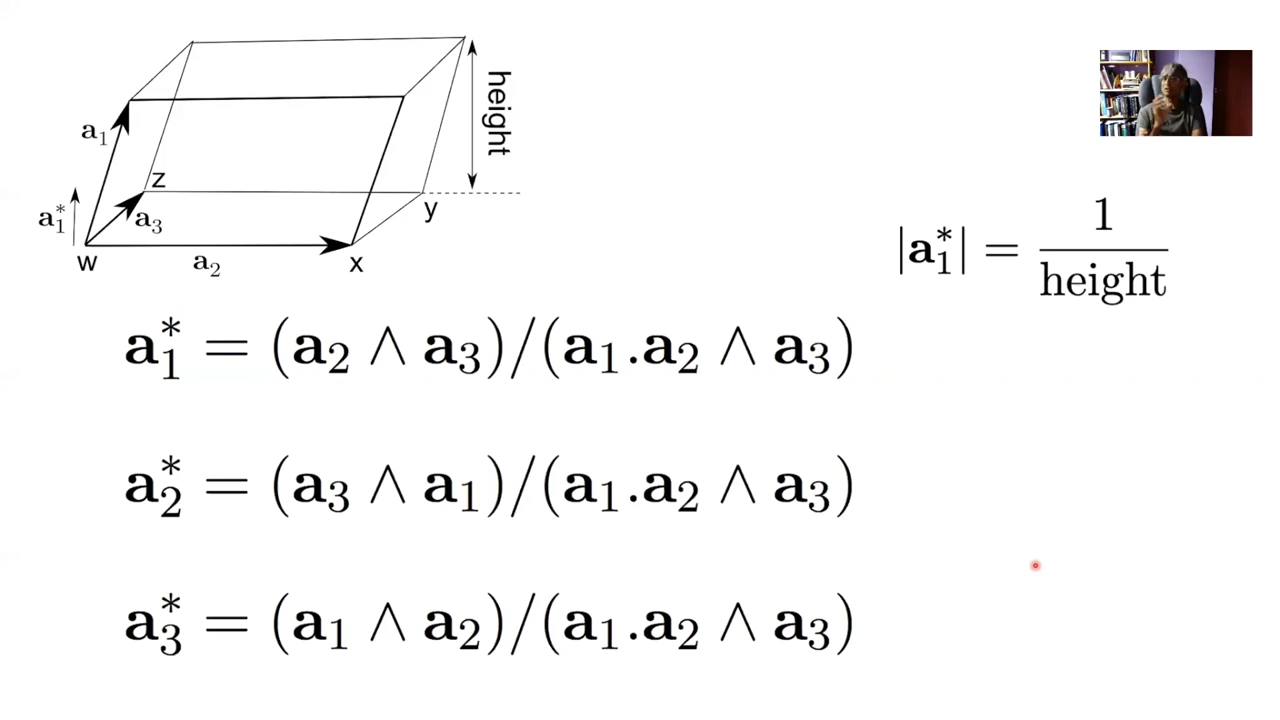 height
a₁
z
a₁*
a₃
y
w
a₂
x
|a₁*| = 1/height
a₁* = (a₂ ∧ a₃)/(a₁.a₂ ∧ a₃)
a₂* = (a₃ ∧ a₁)/(a₁.a₂ ∧ a₃)
a₃* = (a₁ ∧ a₂)/(a₁.a₂ ∧ a₃)